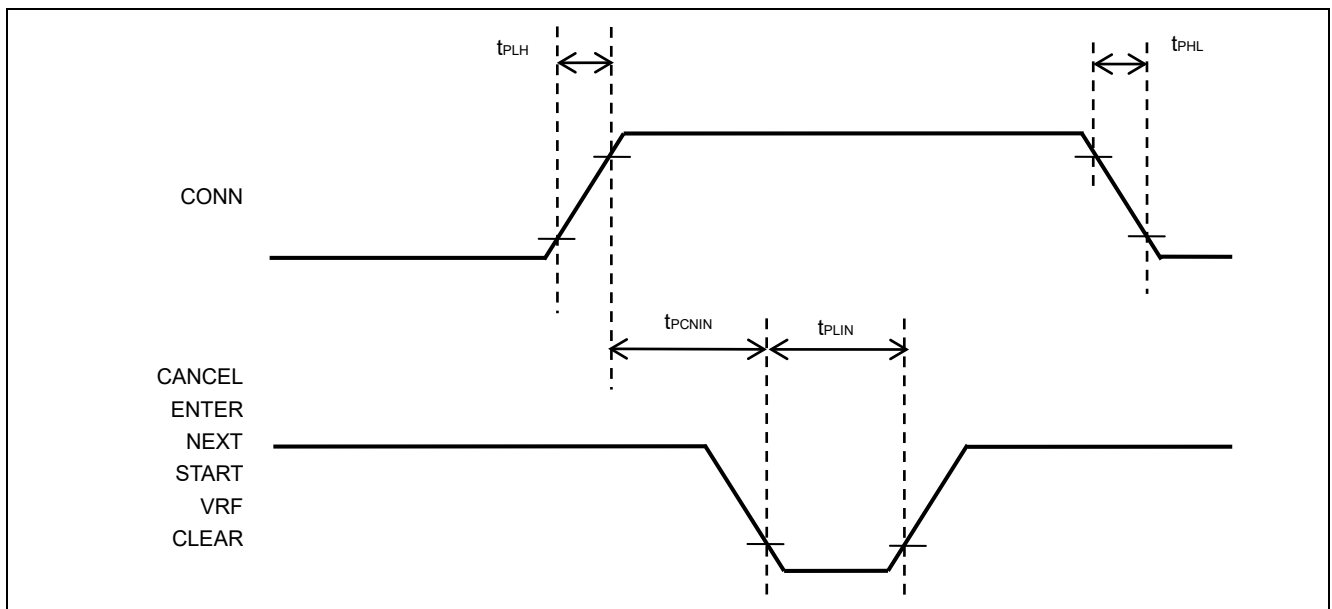 tPLH
tPHL
CONN
tPCNIN
tPLIN
CANCEL
ENTER
NEXT
START
VRF
CLEAR